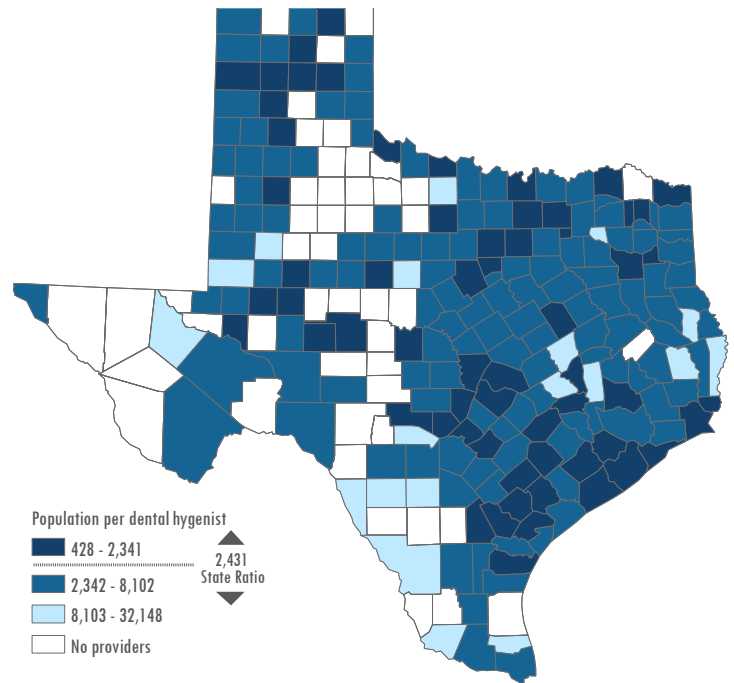 Population per dental hygenist
428 - 2,341
2,431
State Ratio
2,342 - 8,102
8,103 - 32,148
No providers